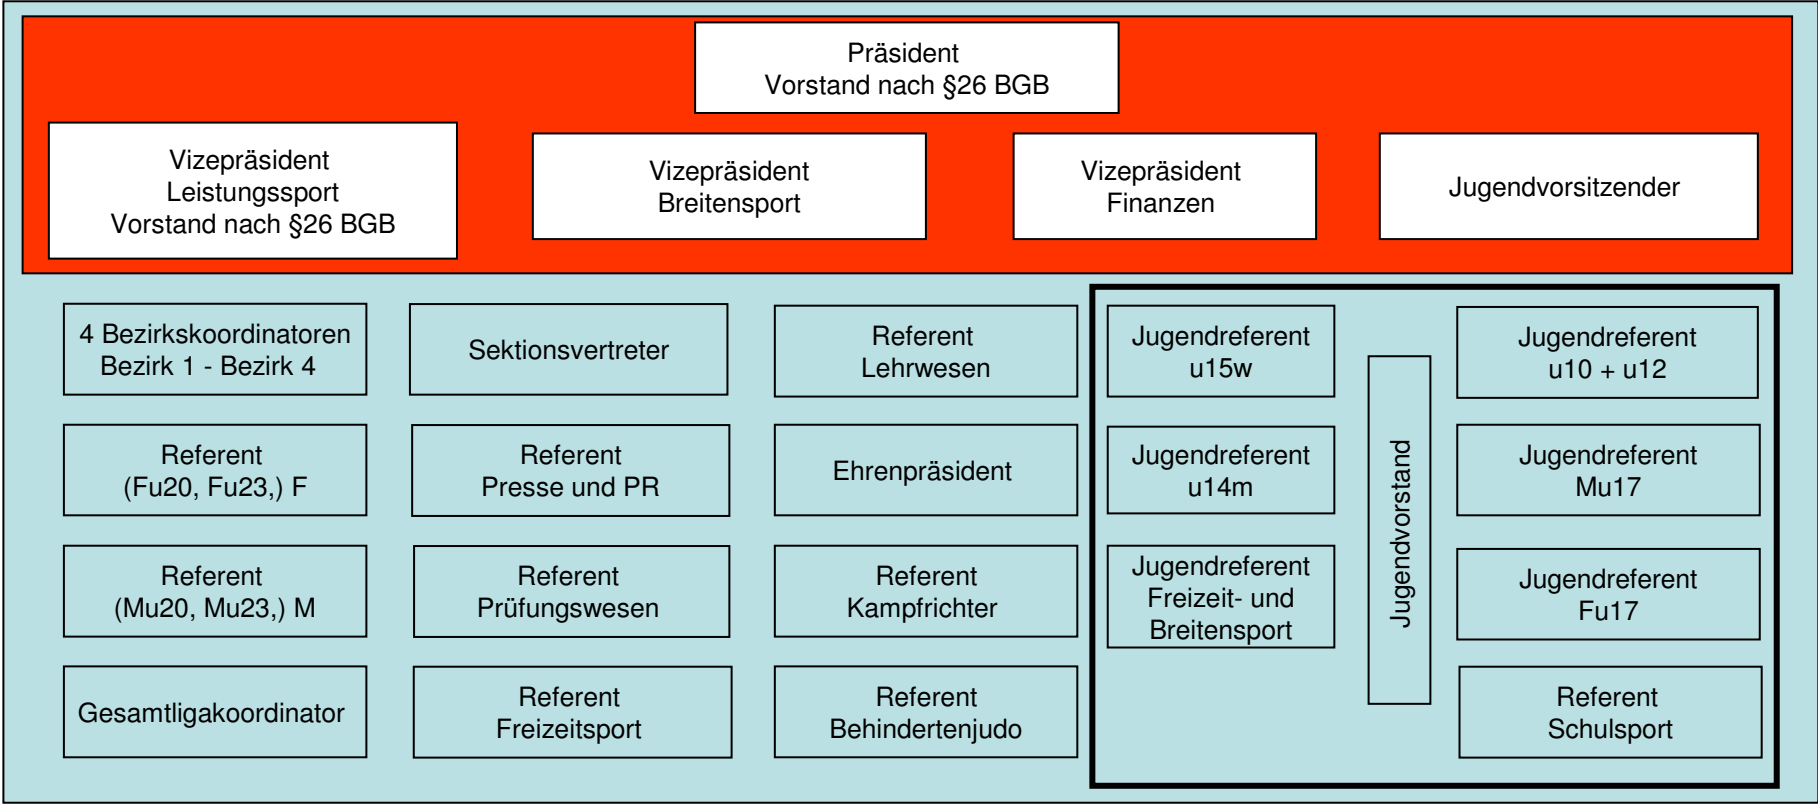 Präsident
Vorstand nach §26 BGB
Vizepräsident
Leistungssport
Vorstand nach §26 BGB
Vizepräsident
Breitensport
Vizepräsident
Finanzen
Jugendvorsitzender
4 Bezirkskoordinatoren
Bezirk 1 - Bezirk 4
Sektionsvertreter
Referent
Lehrwesen
Jugendreferent
u15w
Jugendreferent
u10 + u12
Referent
(Fu20, Fu23,) F
Referent
Presse und PR
Ehrenpräsident
Jugendreferent
u14m
Jugendvorstand
Jugendreferent
Mu17
Referent
(Mu20, Mu23,) M
Referent
Prüfungswesen
Referent
Kampfrichter
Jugendreferent
Freizeit- und
Breitensport
Jugendreferent
Fu17
Gesamtligakoordinator
Referent
Freizeitsport
Referent
Behindertenjudo
Referent
Schulsport